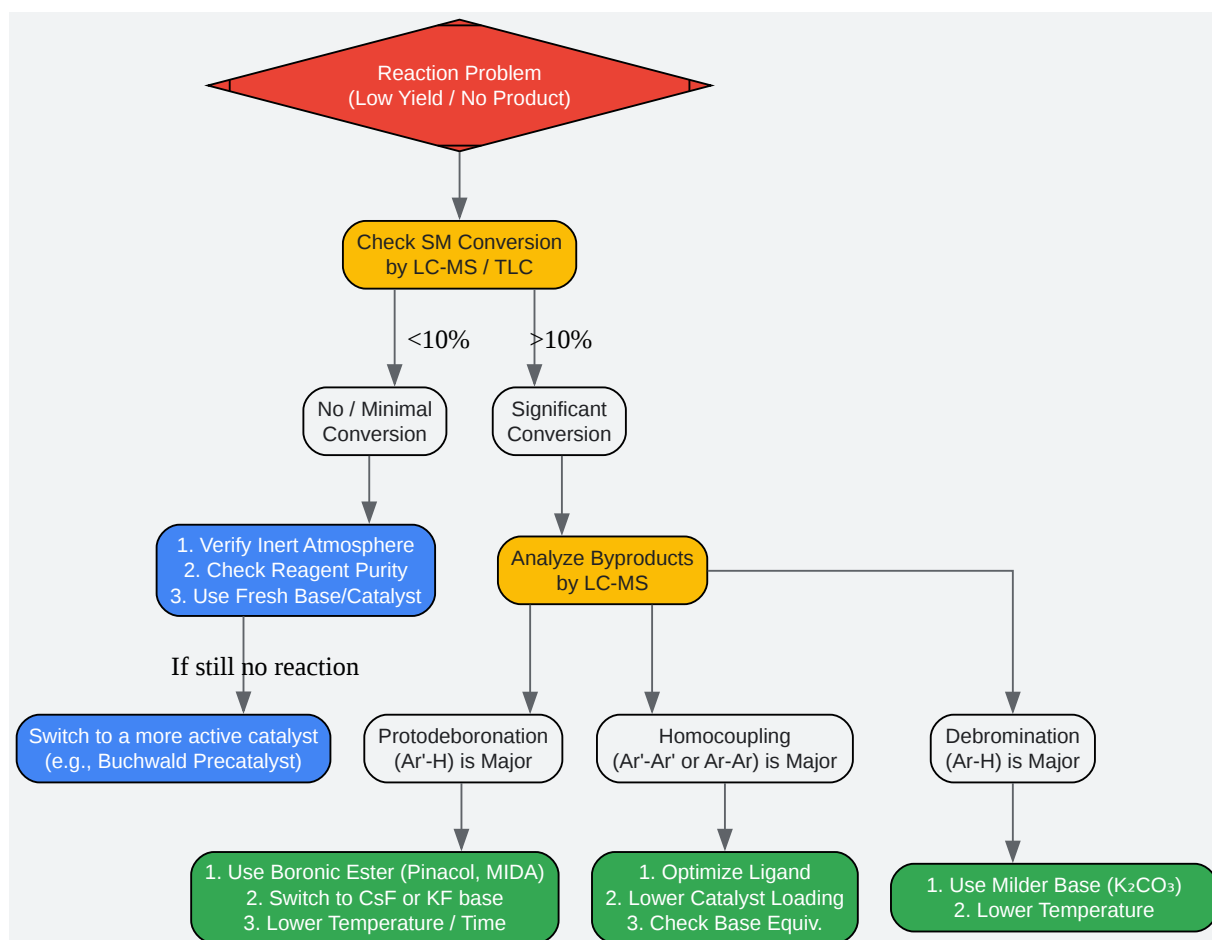 Reaction Problem
(Low Yield / No Product)
Check SM Conversion
by LC-MS / TLC
<10%
>10%
No / Minimal
Conversion
Significant
Conversion
1. Verify Inert Atmosphere
2. Check Reagent Purity
3. Use Fresh Base/Catalyst
Analyze Byproducts
by LC-MS
If still no reaction
Switch to a more active catalyst
(e.g., Buchwald Precatalyst)
Protodeboronation
(Ar'-H) is Major
Homocoupling
(Ar'-Ar' or Ar-Ar) is Major
Debromination
(Ar-H) is Major
1. Use Boronic Ester (Pinacol, MIDA)
2. Switch to CsF or KF base
3. Lower Temperature / Time
1. Optimize Ligand
2. Lower Catalyst Loading
3. Check Base Equiv.
1. Use Milder Base (K₂CO₃)
2. Lower Temperature